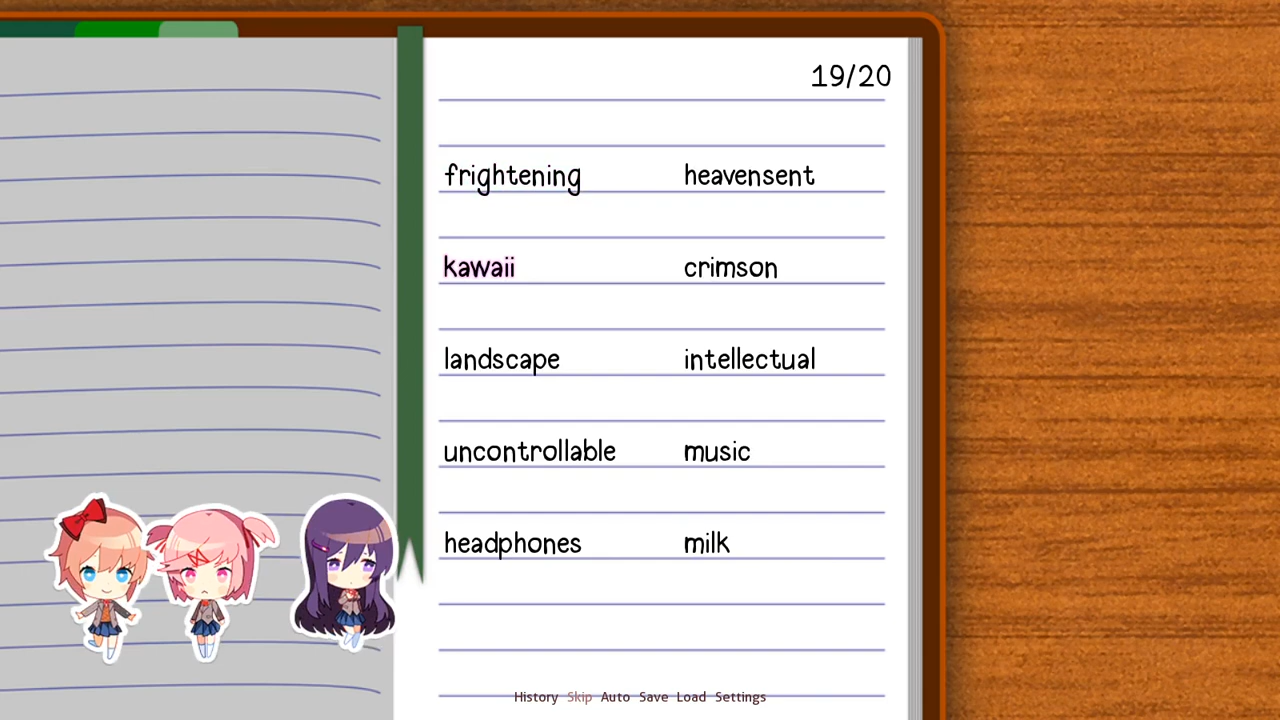 19/20
frightening heavensent
kawaii crimson
landscape intellectual
uncontrollable music
headphones milk
History Skip Auto Save Load Settings